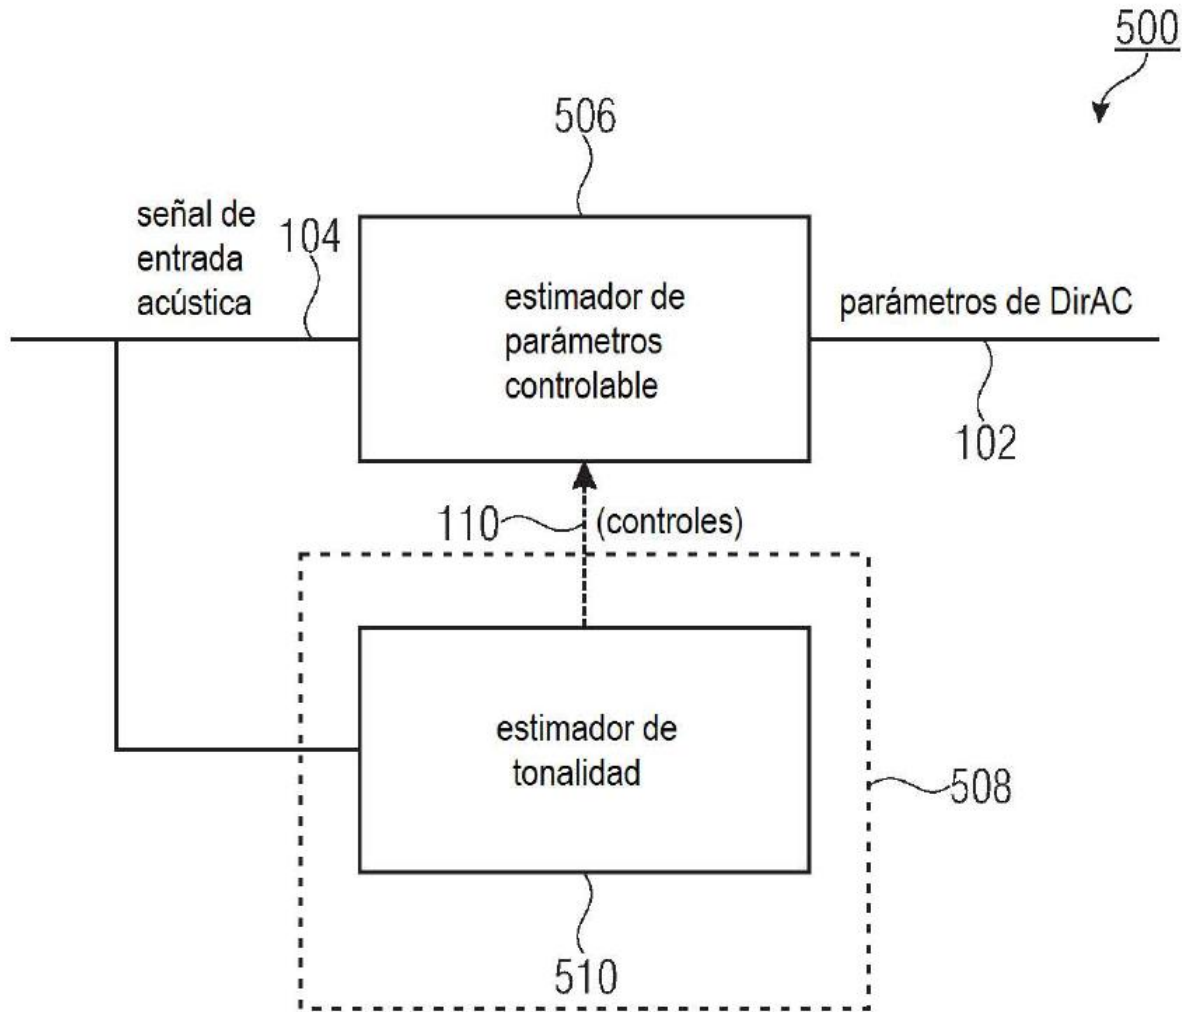 500
506
señal de
entrada
acústica
104
estimador de
parámetros
controlable
parámetros de DirAC
102
110
(controles)
estimador de
tonalidad
508
510